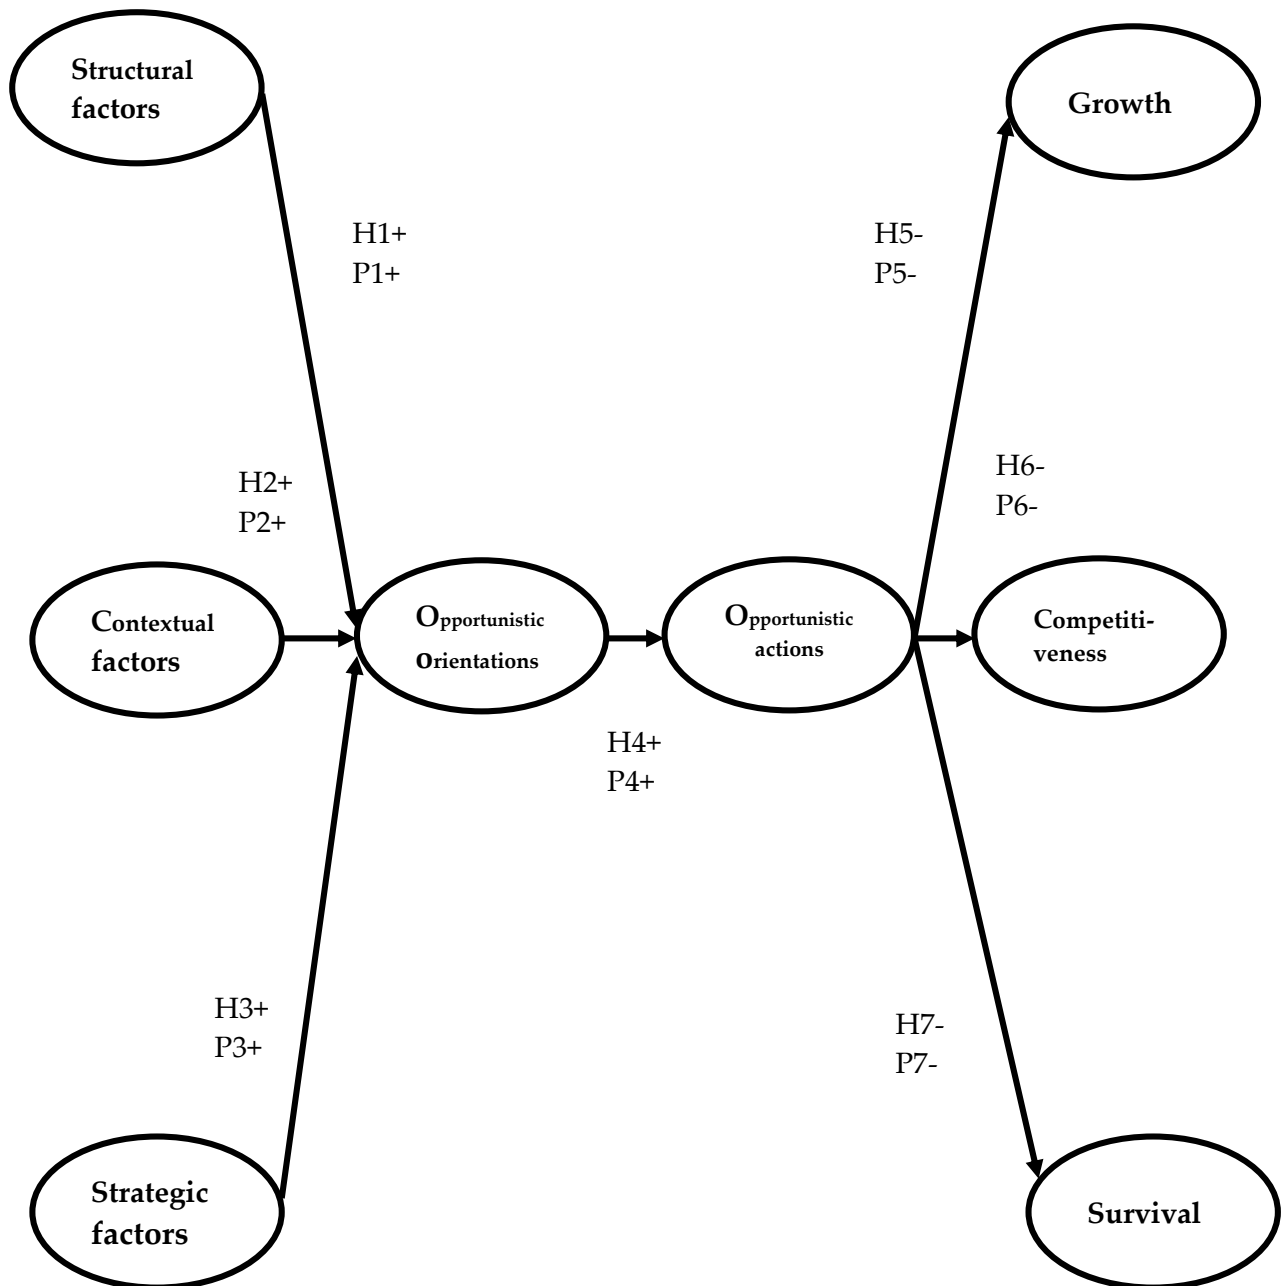 Structural
factors
Growth
H1+
P1+
H5-
P5-
H2+
P2+
H6-
P6-
Contextual
factors
Opportunistic
orientations
Opportunistic
actions
Competiti-
veness
H4+
P4+
H3+
P3+
H7-
P7-
Strategic
factors
Survival